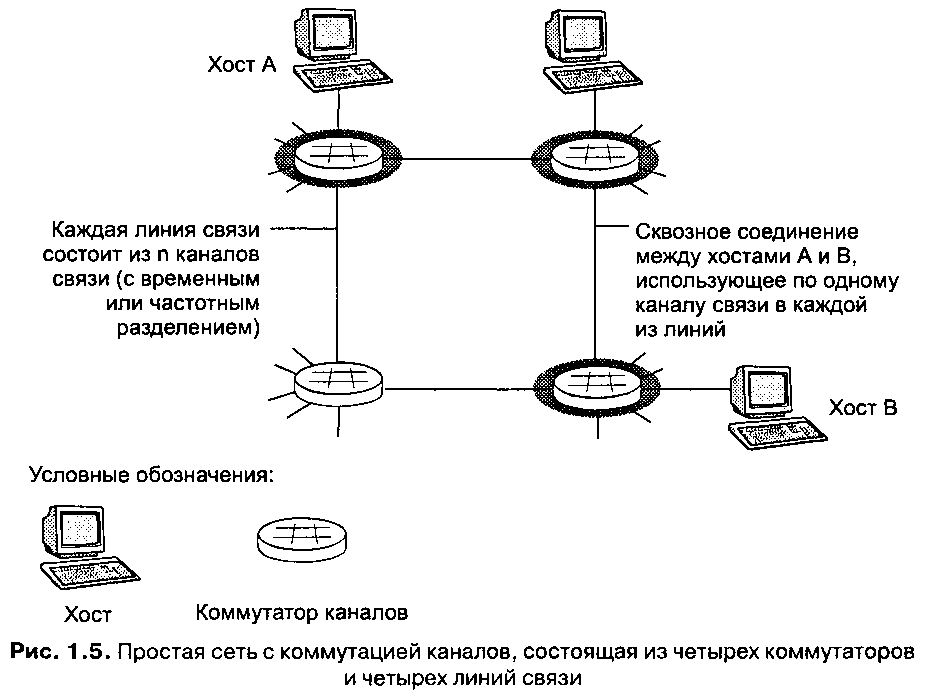 Хост А
Каждая линия связи
состоит из n каналов
связи (с временным
или частотным
разделением)
Сквозное соединение
между хостами А и В,
использующее по одному
каналу связи в каждой
из линий
Хост В
Условные обозначения:
Хост
Коммутатор каналов
Рис. 1.5. Простая сеть с коммутацией каналов, состоящая из четырех коммутаторов
и четырех линий связи